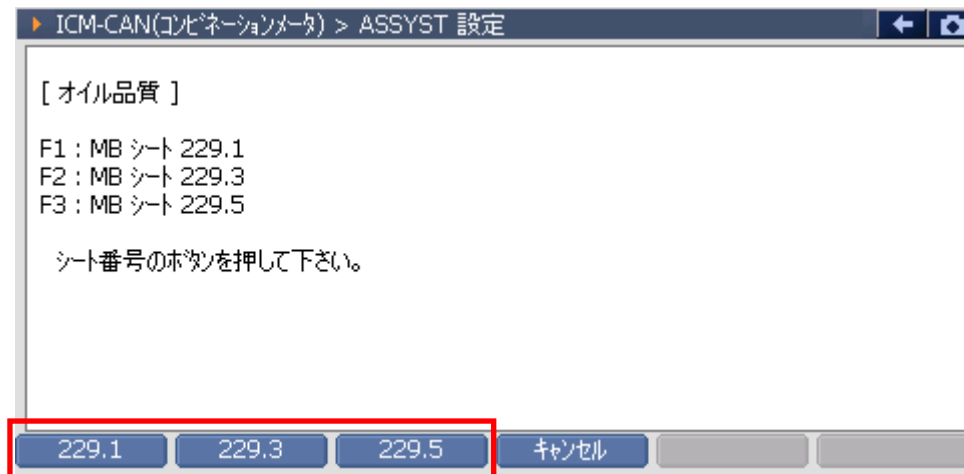 ICM-CAN(ｺﾝﾋﾞﾈｰｼｮﾝﾒｰﾀ) > ASSYST 設定
[ オイル品質 ]
F1 : MB ｼｰﾄ 229.1
F2 : MB ｼｰﾄ 229.3
F3 : MB ｼｰﾄ 229.5
ｼｰﾄ番号のﾎﾞﾀﾝを押して下さい。
229.1 229.3 229.5 ｷｬﾝｾﾙ